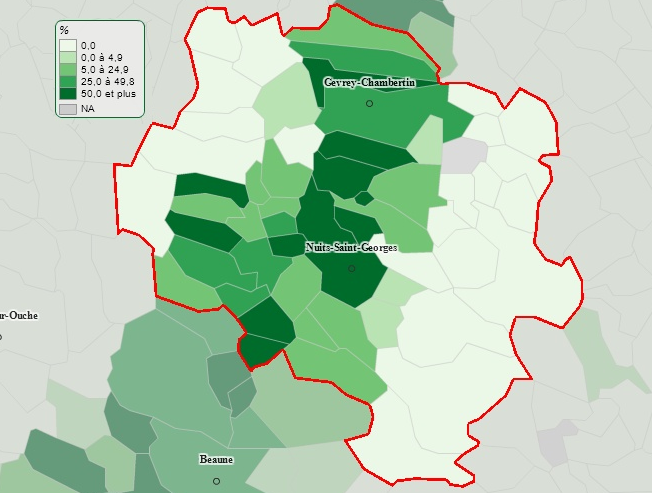 %
0,0
0,0 à 4,9
5,0 à 24,9
25,0 à 49,8
50,0 et plus
NA
Gevrey-Chambertin
Nuits-Saint-Georges
ur-Ouche
Beaune